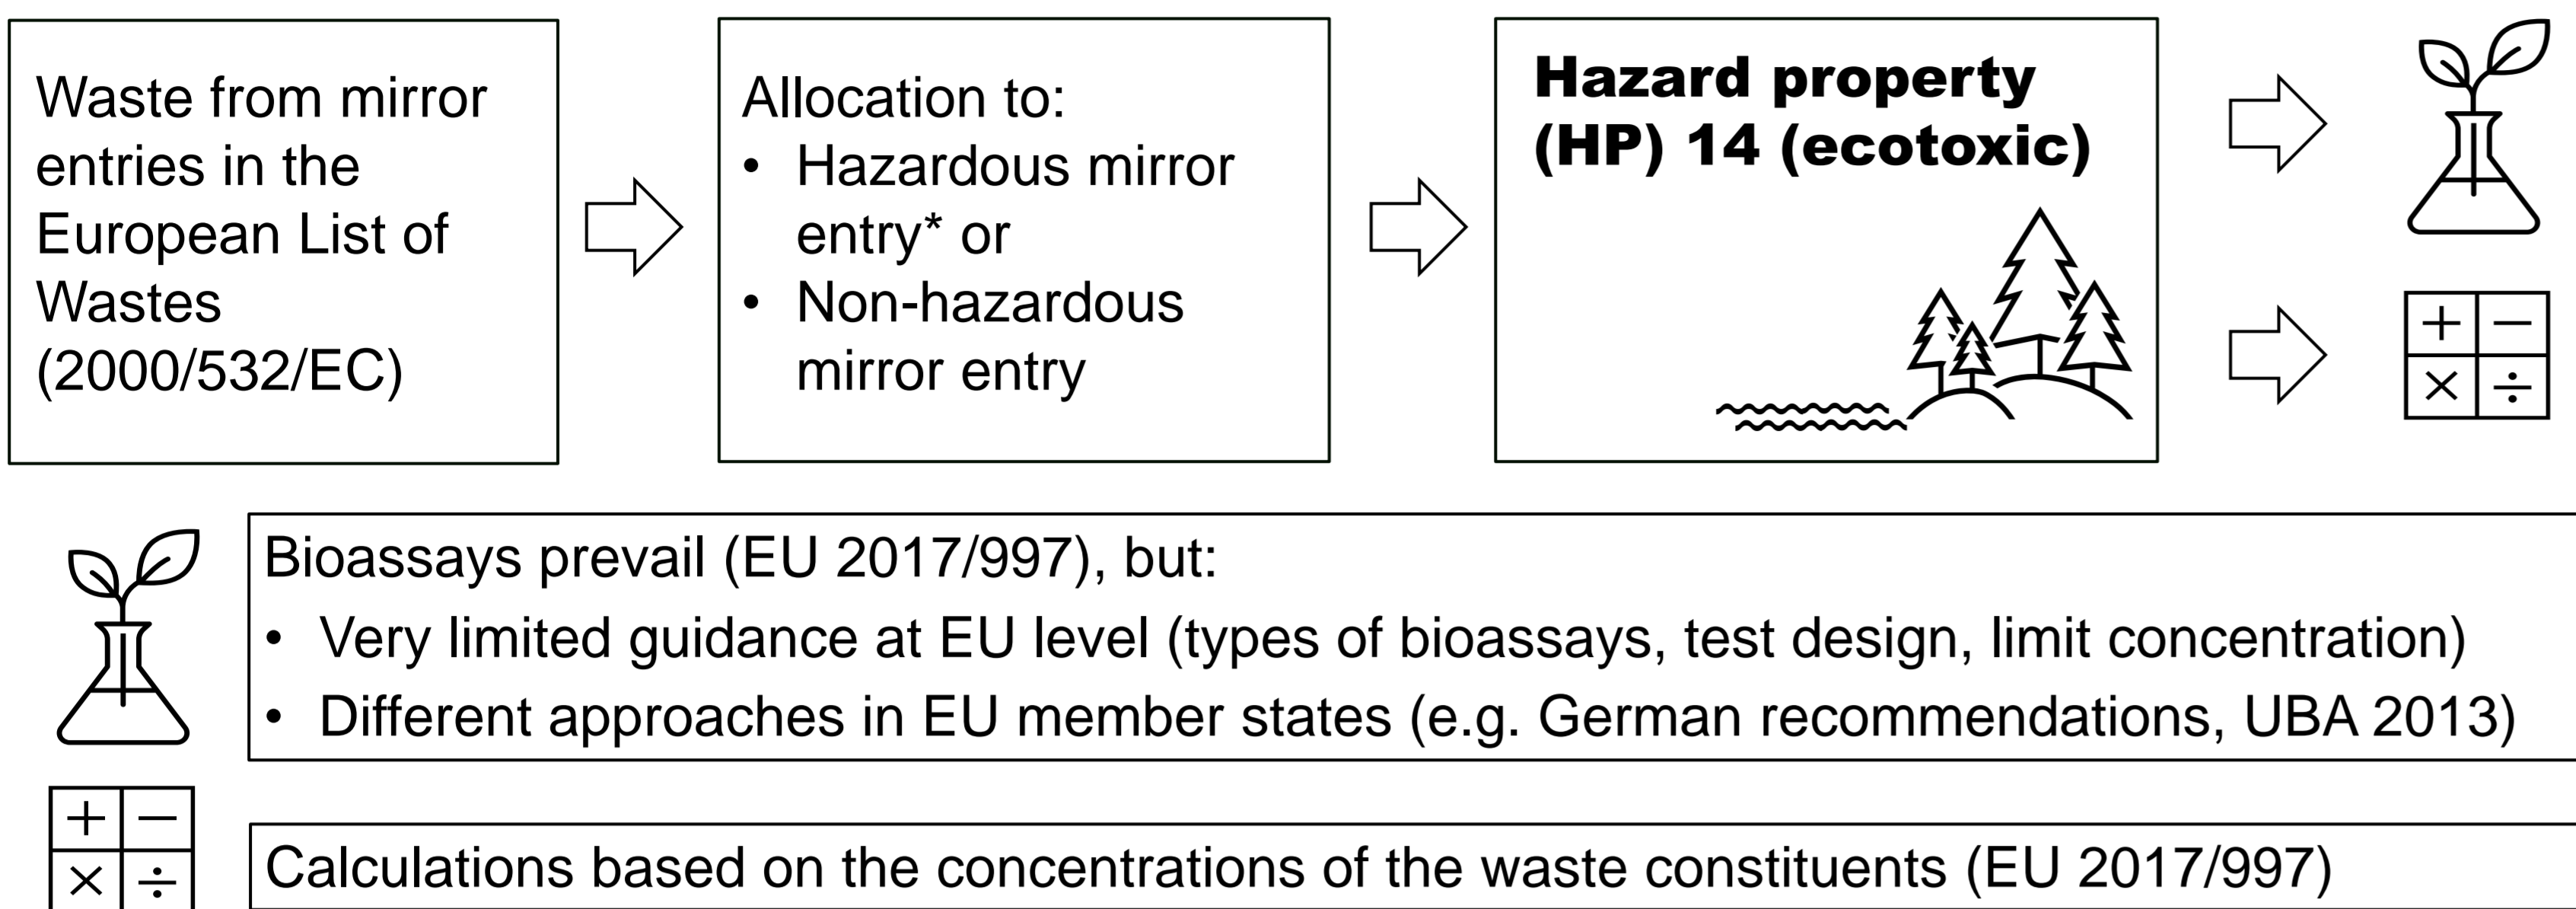 Waste from mirror
entries in the
European List of
Wastes
(2000/532/EC)
Allocation to:
• Hazardous mirror
entry* or
• Non-hazardous
mirror entry
Hazard property
(HP) 14 (ecotoxic)
+ −
× ÷
Bioassays prevail (EU 2017/997), but:
• Very limited guidance at EU level (types of bioassays, test design, limit concentration)
• Different approaches in EU member states (e.g. German recommendations, UBA 2013)
+ −
× ÷
Calculations based on the concentrations of the waste constituents (EU 2017/997)